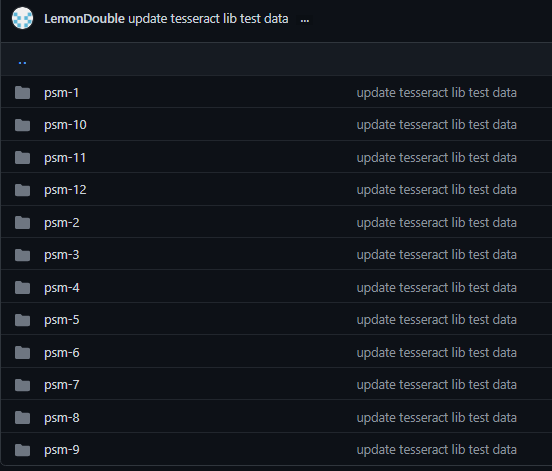 LemonDouble update tesseract lib test data ...
..
psm-1 update tesseract lib test data
psm-10 update tesseract lib test data
psm-11 update tesseract lib test data
psm-12 update tesseract lib test data
psm-2 update tesseract lib test data
psm-3 update tesseract lib test data
psm-4 update tesseract lib test data
psm-5 update tesseract lib test data
psm-6 update tesseract lib test data
psm-7 update tesseract lib test data
psm-8 update tesseract lib test data
psm-9 update tesseract lib test data